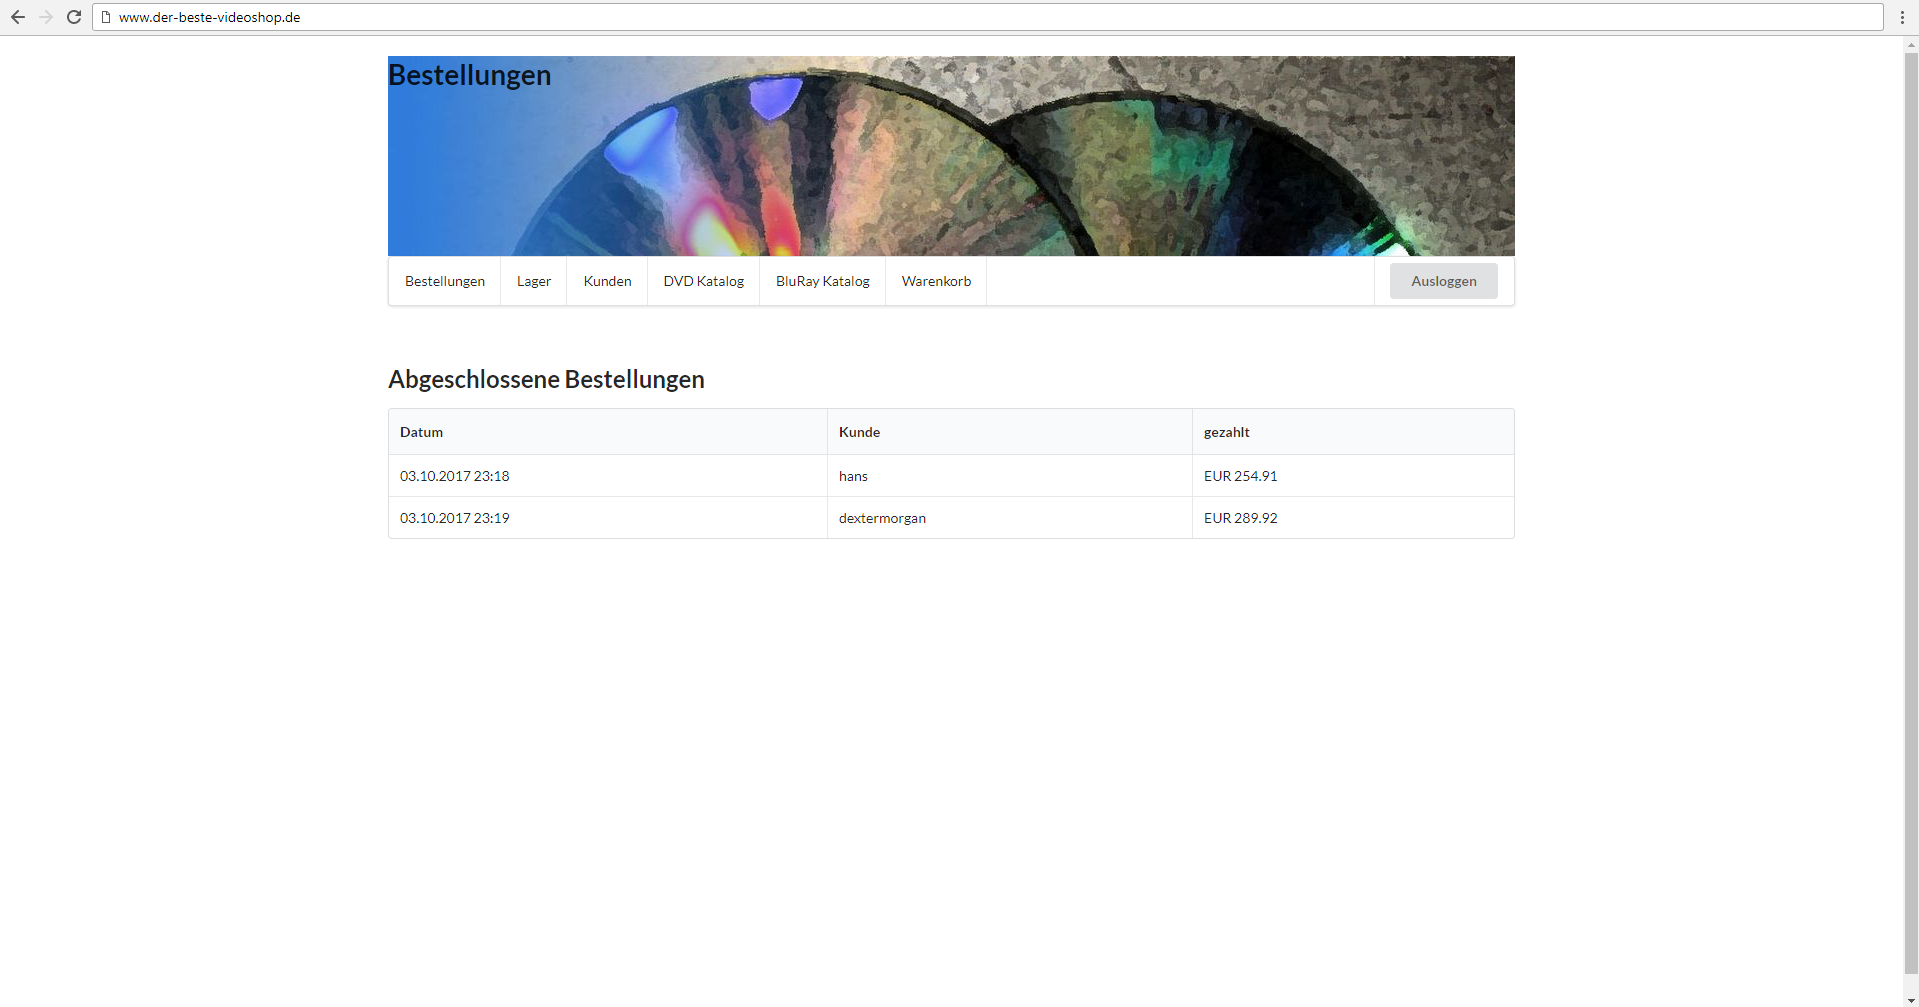 www.der-beste-videoshop.de
Bestellungen
Bestellungen Lager Kunden DVD Katalog BluRay Katalog Warenkorb Ausloggen
Abgeschlossene Bestellungen
Datum Kunde gezahlt
03.10.2017 23:18 hans EUR 254.91
03.10.2017 23:19 dextermorgan EUR 289.92